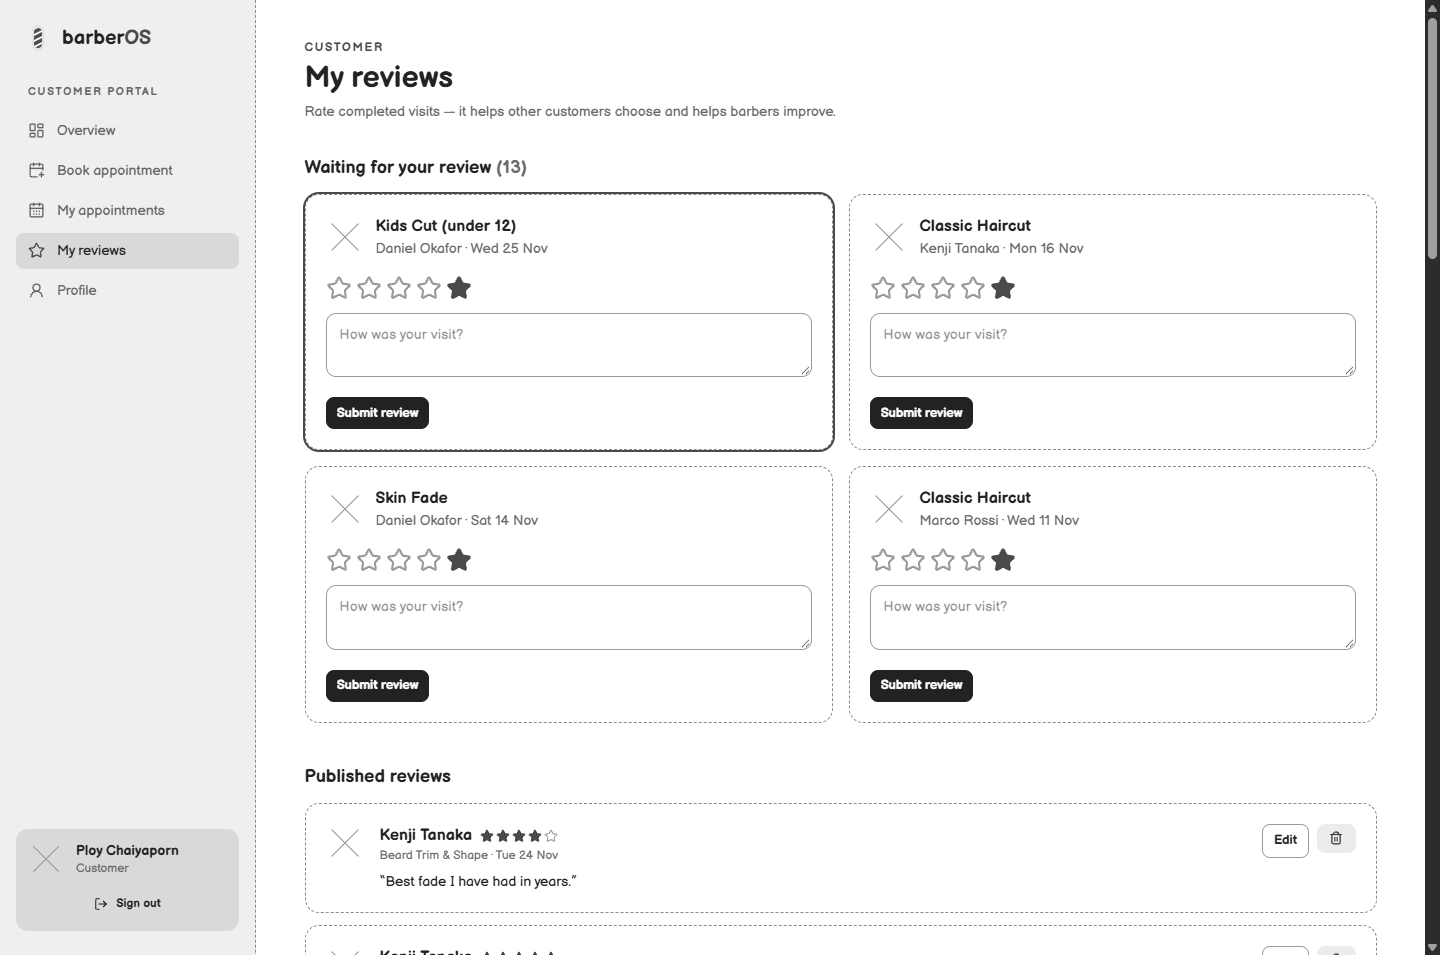 barberOS
CUSTOMER PORTAL
Overview
Book appointment
My appointments
My reviews
Profile
Ploy Chaiyaporn
Customer
Sign out
CUSTOMER
My reviews
Rate completed visits — it helps other customers choose and helps barbers improve.
Waiting for your review (13)
Kids Cut (under 12)
Daniel Okafor · Wed 25 Nov
How was your visit?
Submit review
Classic Haircut
Kenji Tanaka · Mon 16 Nov
How was your visit?
Submit review
Skin Fade
Daniel Okafor · Sat 14 Nov
How was your visit?
Submit review
Classic Haircut
Marco Rossi · Wed 11 Nov
How was your visit?
Submit review
Published reviews
Kenji Tanaka
Edit
Beard Trim & Shape · Tue 24 Nov
“Best fade I have had in years.”
Kenji Tanaka